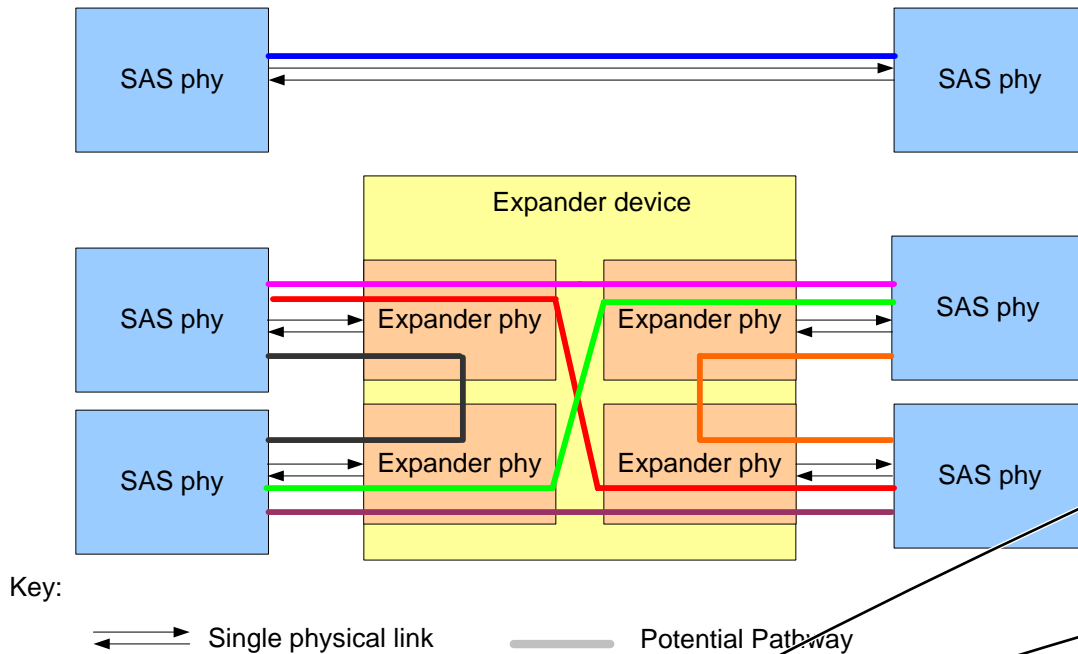 SAS phy
SAS phy
Expander device
SAS phy
Expander phy
Expander phy
SAS phy
SAS phy
Expander phy
Expander phy
SAS phy
Key:
Single physical link
Potential Pathway